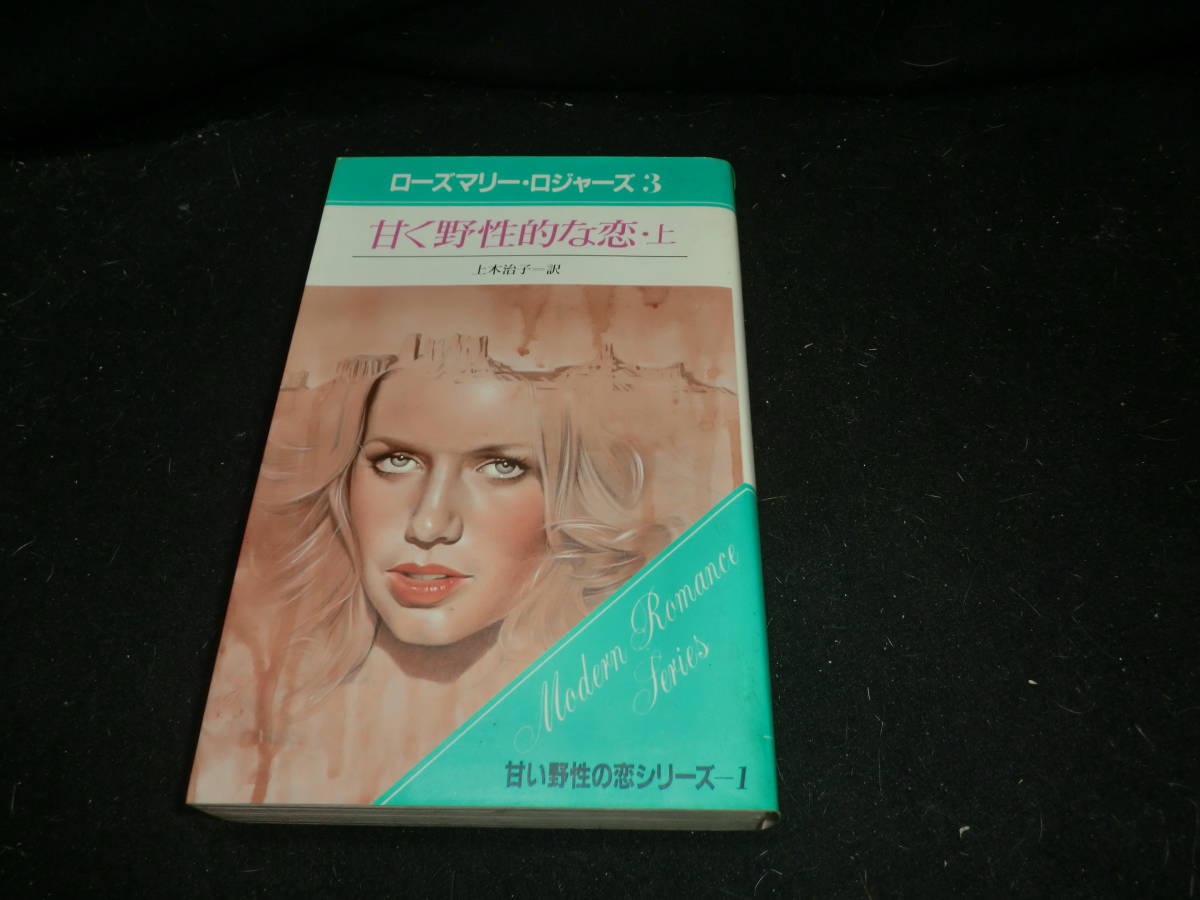 ローズマリー・ロジャーズ 3
甘く野性的な恋・上
上木治子=訳
Modern Romance
Series
甘い野性の恋シリーズ―1